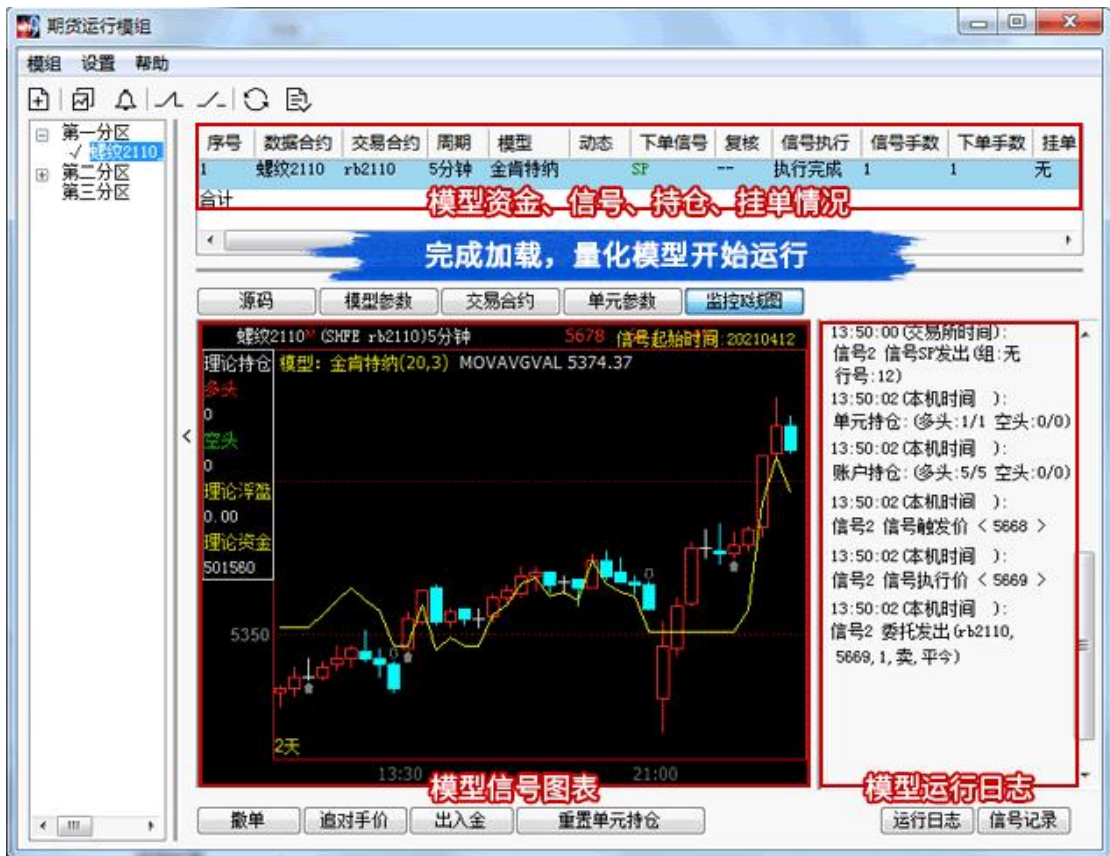 期货运行模组
模组 设置 帮助
第一分区
√ 螺纹2110_
第二分区
第三分区
序号 数据合约 交易合约 周期 模型 动态 下单信号 复核 信号执行 信号手数 下单手数 挂单
1 螺纹2110 rb2110 5分钟 金肯特纳 SP -- 执行完成 1 1 无
合计
模型资金、信号、持仓、挂单情况
完成加载，量化模型开始运行
源码 模型参数 交易合约 单元参数 监控K线图
螺纹2110M (SHFE rb2110)5分钟 5678 信号起始时间:20210412
理论持仓 模型：金肯特纳(20,3) MOVAVGVAL 5374.37
多头
0
空头
0
理论浮盈
0.00
理论资金
501560
5350
2天
13:30 21:00
模型信号图表
13:50:00(交易所时间):
信号2 信号SP发出(组:无
行号:12)
13:50:02(本机时间 ):
单元持仓:(多头:1/1 空头:0/0)
13:50:02(本机时间 ):
账户持仓:(多头:5/5 空头:0/0)
13:50:02(本机时间 ):
信号2 信号触发价 < 5668 >
13:50:02(本机时间 ):
信号2 信号执行价 < 5669 >
13:50:02(本机时间 ):
信号2 委托发出(rb2110,
5669,1,卖,平今)
模型运行日志
撤单 追对手价 出入金 重置单元持仓 运行日志 信号记录